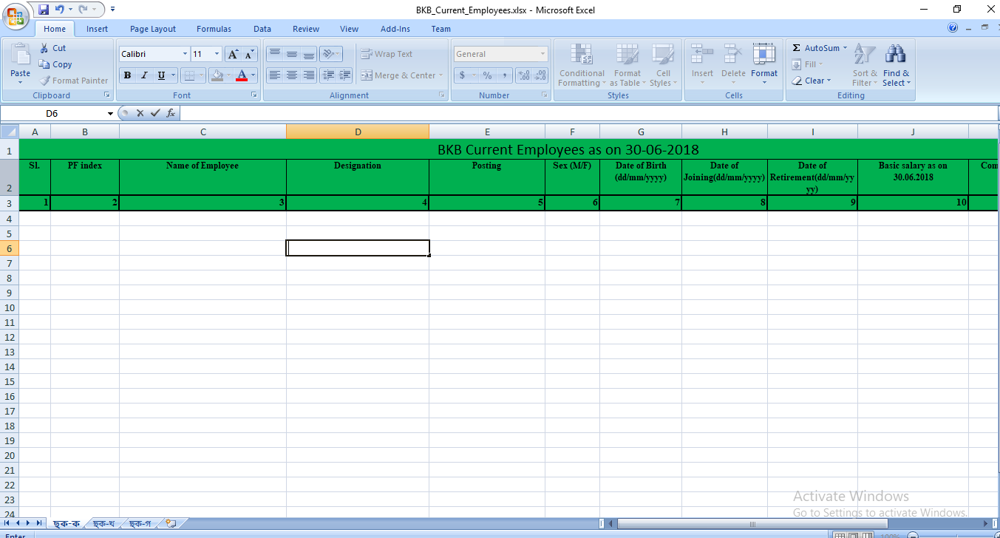 BKB_Current_Employees.xlsx - Microsoft Excel
Home Insert Page Layout Formulas Data Review View Add-Ins Team
Paste
Cut
Copy
Format Painter
Clipboard
Calibri 11
B I U
Font
Wrap Text
Merge & Center
Alignment
General
$ % ,
Number
Conditional Formatting
Format as Table
Cell Styles
Styles
Insert Delete Format
Cells
Σ AutoSum
Fill
Clear
Sort & Filter
Find & Select
Editing
D6
fx
A B C D E F G H I J
1 BKB Current Employees as on 30-06-2018
2
SL
PF index
Name of Employee
Designation
Posting
Sex (M/F)
Date of Birth
(dd/mm/yyyy)
Date of
Joining(dd/mm/yyyy)
Date of
Retirement(dd/mm/yy
yy)
Basic salary as on
30.06.2018
Com
3 1 2 3 4 5 6 7 8 9 10
4
5
6
7
8
9
10
11
12
13
14
15
16
17
18
19
20
21
22
23
24
Activate Windows
Go to Settings to activate Windows.
ছক-ক ছক-খ ছক-গ
Enter
100%